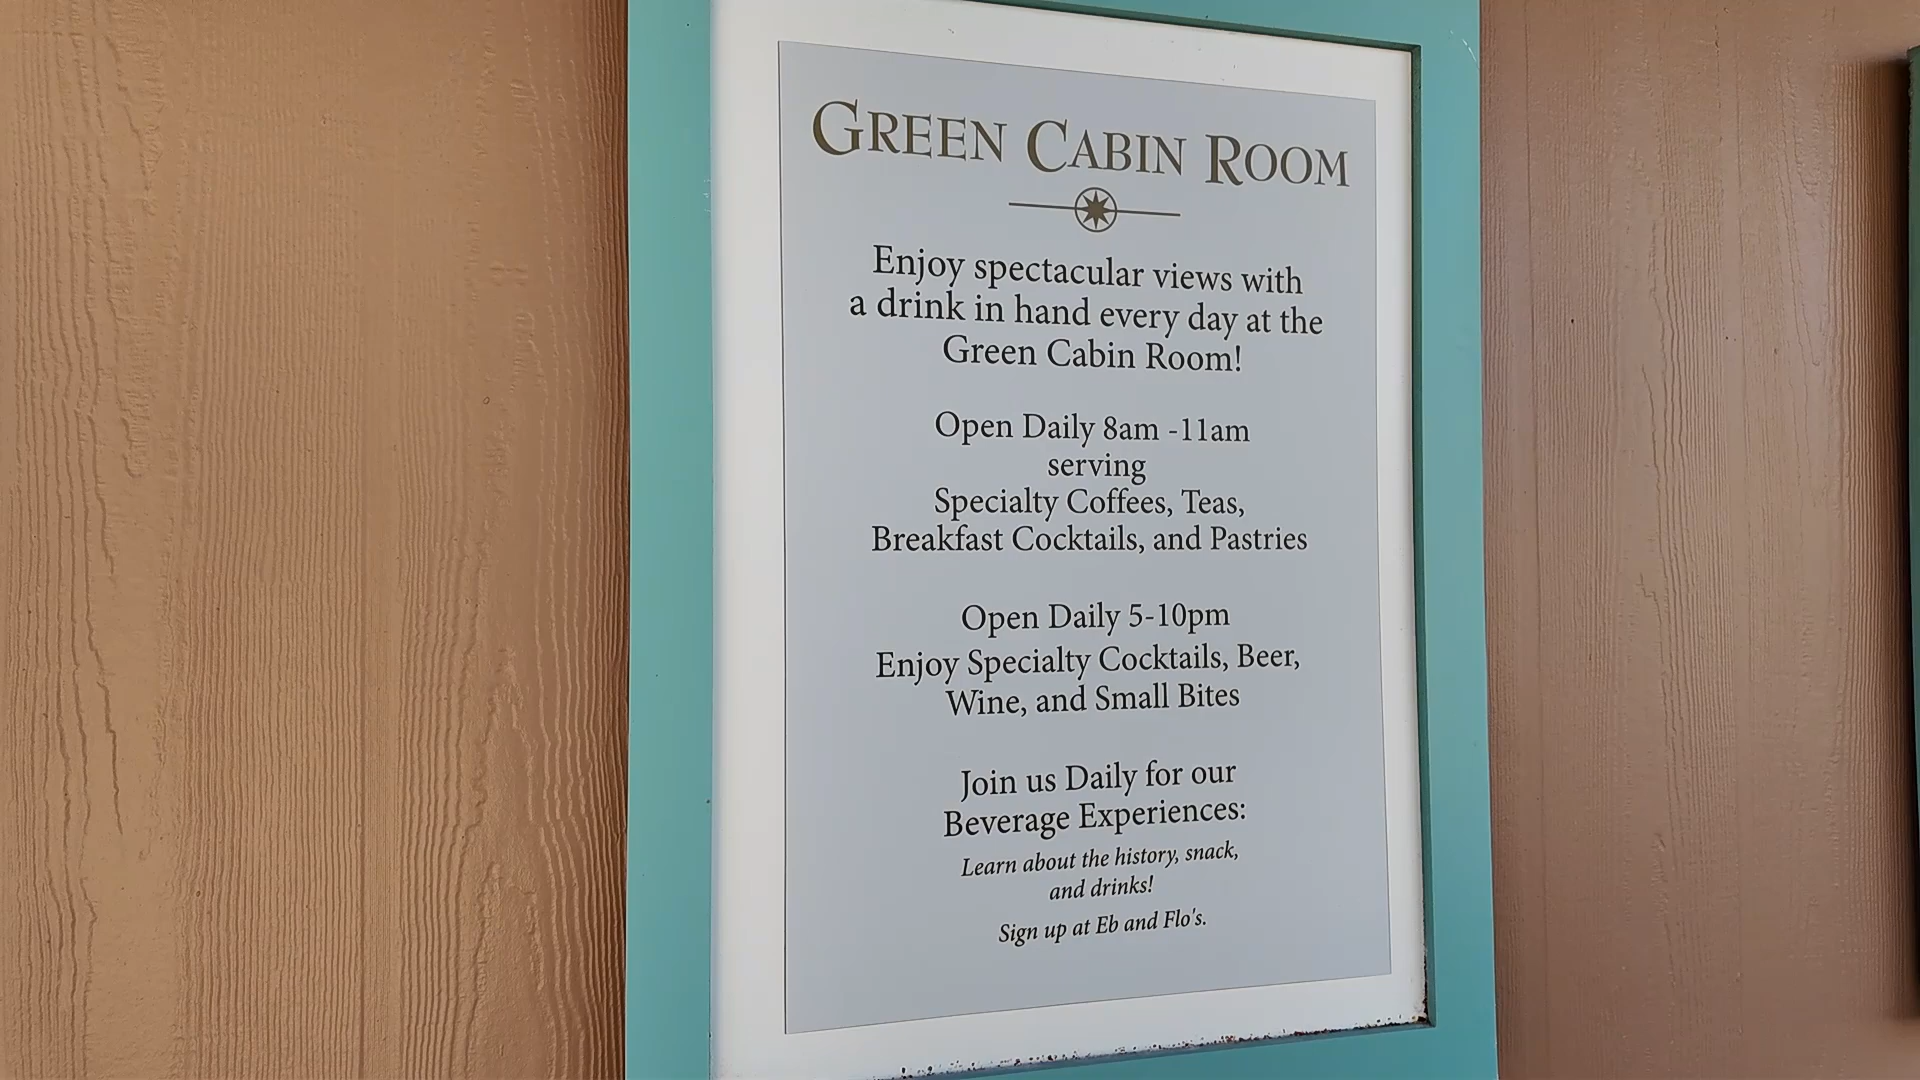 GREEN CABIN ROOM
Enjoy spectacular views with
a drink in hand every day at the
Green Cabin Room!
Open Daily 8am -11am
serving
Specialty Coffees, Teas,
Breakfast Cocktails, and Pastries
Open Daily 5-10pm
Enjoy Specialty Cocktails, Beer,
Wine, and Small Bites
Join us Daily for our
Beverage Experiences:
Learn about the history, snack,
and drinks!
Sign up at Eb and Flo's.